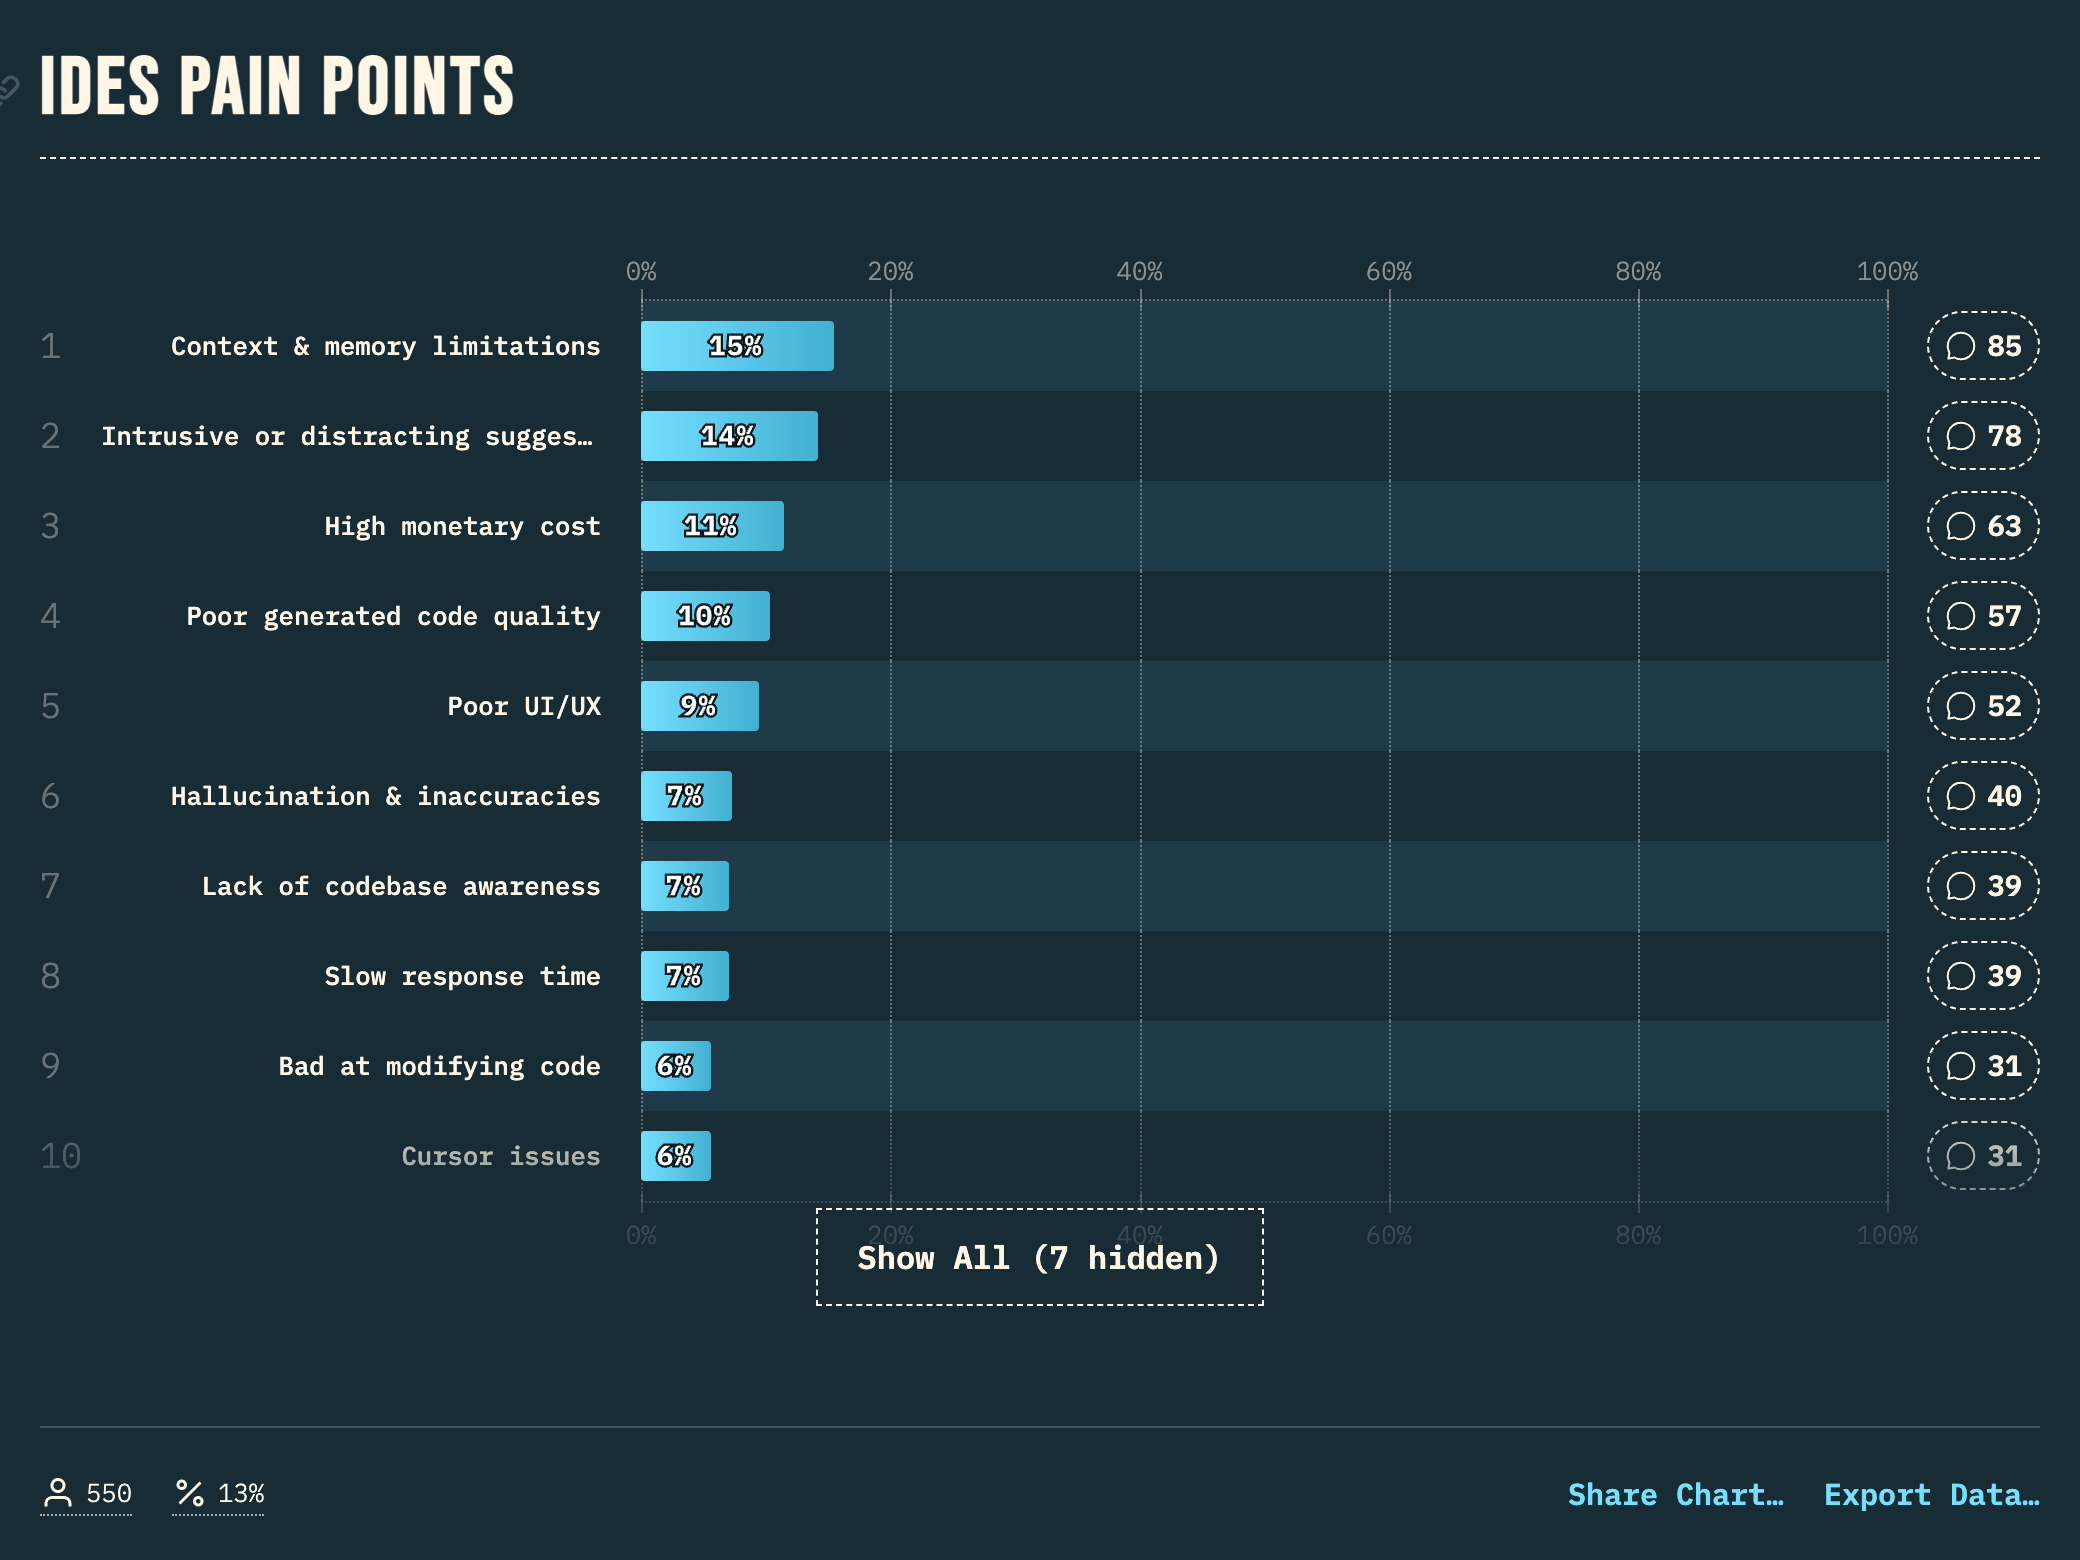 IDES PAIN POINTS
0% 20% 40% 60% 80% 100%
1 Context & memory limitations 15% 85
2 Intrusive or distracting sugges… 14% 78
3 High monetary cost 11% 63
4 Poor generated code quality 10% 57
5 Poor UI/UX 9% 52
6 Hallucination & inaccuracies 7% 40
7 Lack of codebase awareness 7% 39
8 Slow response time 7% 39
9 Bad at modifying code 6% 31
10 Cursor issues 6% 31
0% 20% 40% 60% 80% 100%
Show All (7 hidden)
550 % 13% Share Chart… Export Data…